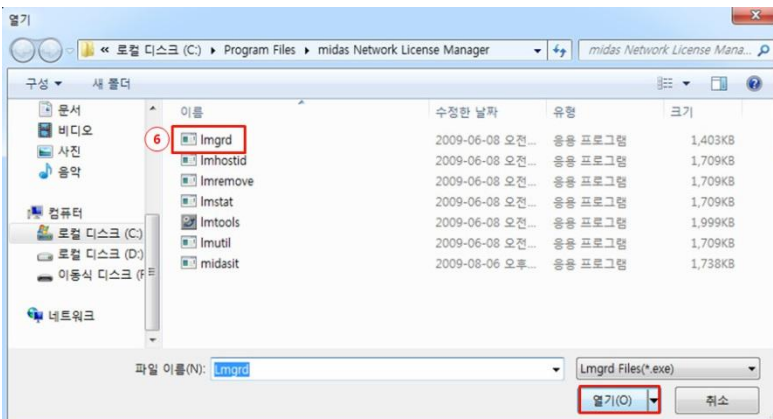 열기
« 로컬 디스크 (C:) ▸ Program Files ▸ midas Network License Manager
midas Network License Mana...
구성 ▾ 새 폴더
이름 수정한 날짜 유형 크기
문서
비디오
사진
음악
컴퓨터
로컬 디스크 (C:)
로컬 디스크 (D:)
이동식 디스크 (F
네트워크
6 lmgrd 2009-06-08 오전... 응용 프로그램 1,403KB
lmhostid 2009-06-08 오전... 응용 프로그램 1,709KB
lmremove 2009-06-08 오전... 응용 프로그램 1,709KB
lmstat 2009-06-08 오전... 응용 프로그램 1,709KB
lmtools 2009-06-08 오전... 응용 프로그램 1,999KB
lmutil 2009-06-08 오전... 응용 프로그램 1,709KB
midasit 2009-08-06 오후... 응용 프로그램 1,738KB
파일 이름(N): Lmgrd Lmgrd Files(*.exe)
열기(O) 취소